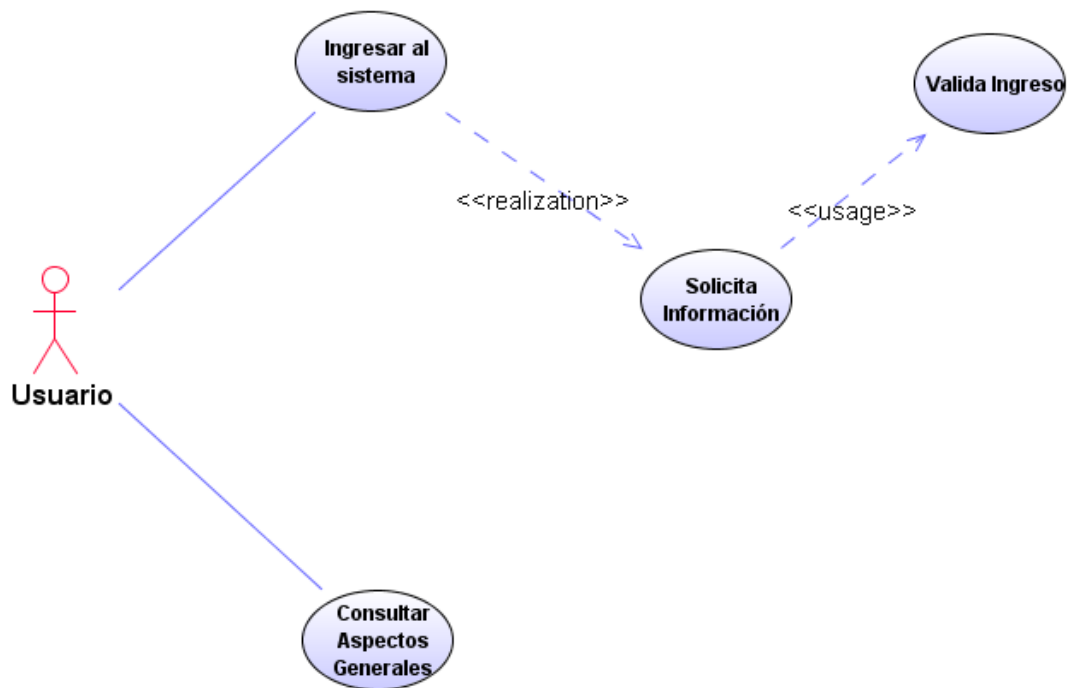 Ingresar al
sistema
Valida Ingreso
<<realization>>
<<usage>>
Solicita
Información
Usuario
Consultar
Aspectos
Generales